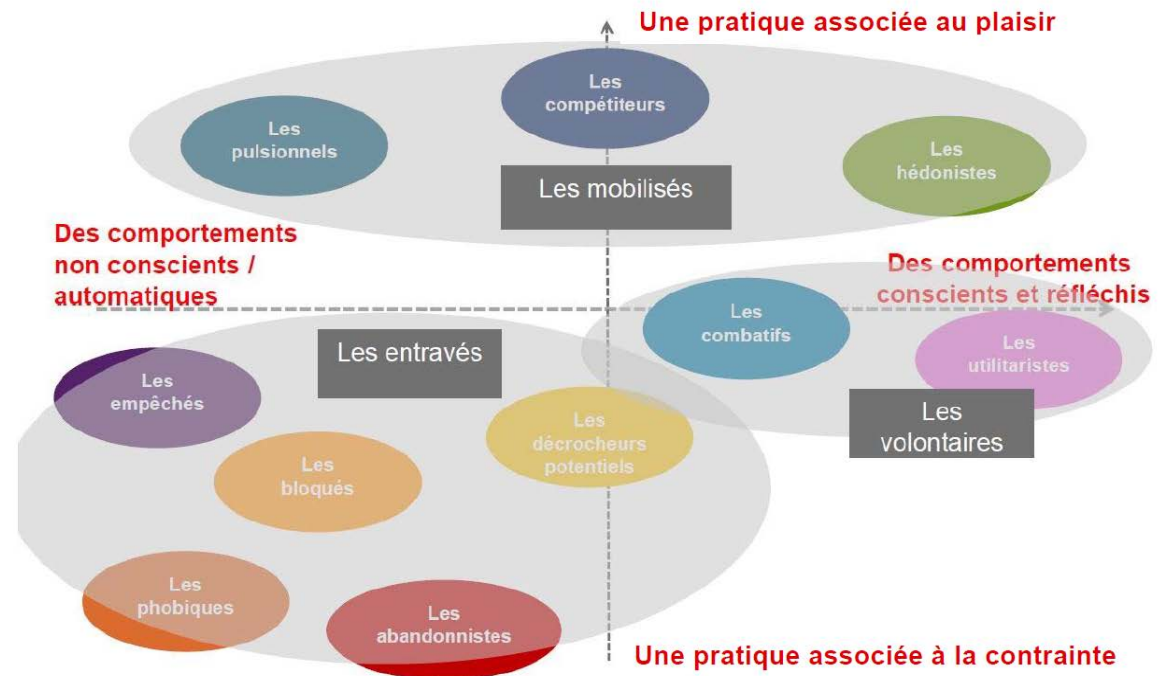 Une pratique associée au plaisir
Les
compétiteurs
Les
pulsionnels
Les
hédonistes
Les mobilisés
Des comportements
non conscients /
automatiques
Des comportements
conscients et réfléchis
Les
combatifs
Les
utilitaristes
Les entravés
Les
empêchés
Les
décrocheurs
potentiels
Les
volontaires
Les
bloqués
Les
phobiques
Les
abandonnistes
Une pratique associée à la contrainte